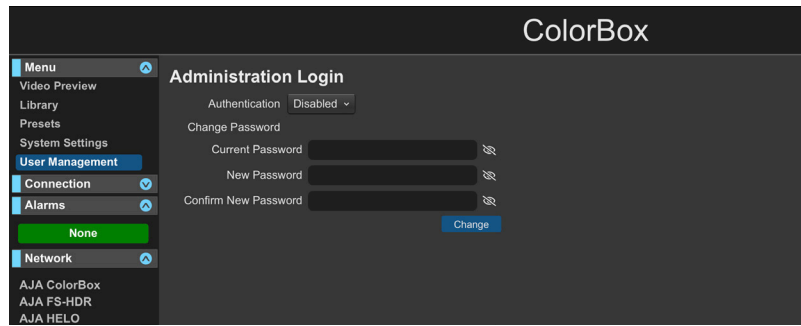 ColorBox
Menu
Video Preview
Library
Presets
System Settings
User Management
Connection
Alarms
None
Network
AJA ColorBox
AJA FS-HDR
AJA HELO
Administration Login
Authentication Disabled
Change Password
Current Password
New Password
Confirm New Password
Change